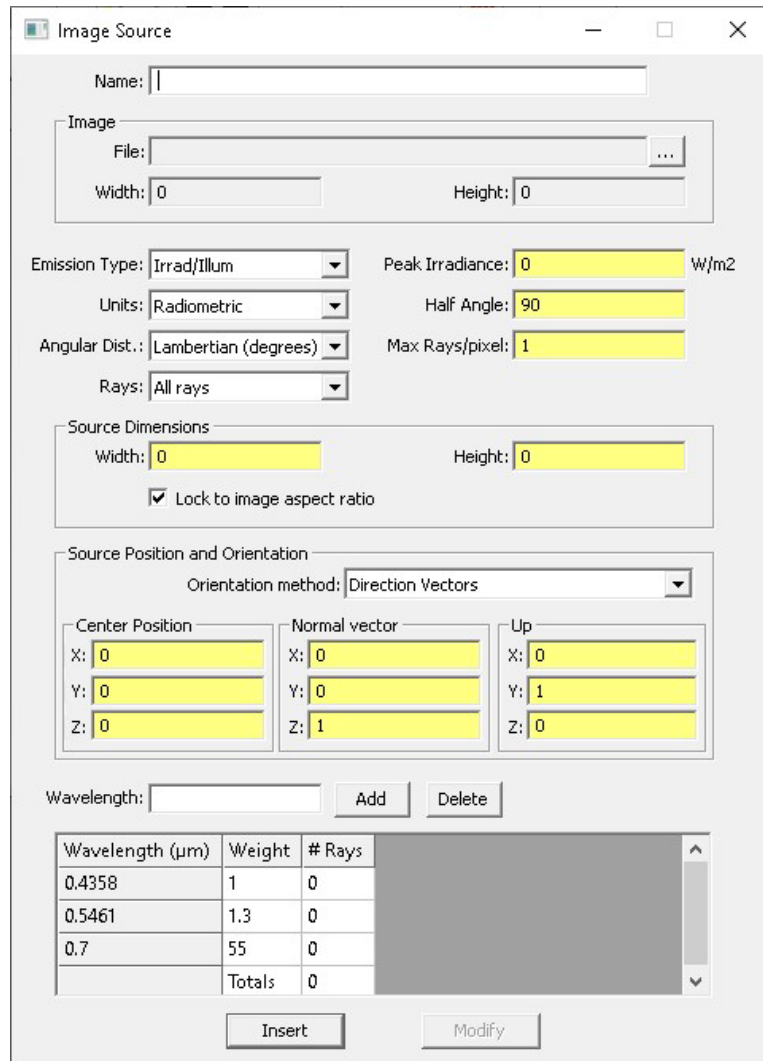 Image Source
Name:
Image
File: ...
Width: 0 Height: 0
Emission Type: Irrad/Illum Peak Irradiance: 0 W/m2
Units: Radiometric Half Angle: 90
Angular Dist.: Lambertian (degrees) Max Rays/pixel: 1
Rays: All rays
Source Dimensions
Width: 0 Height: 0
Lock to image aspect ratio
Source Position and Orientation
Orientation method: Direction Vectors
Center Position Normal vector Up
X: 0 X: 0 X: 0
Y: 0 Y: 0 Y: 1
Z: 0 Z: 1 Z: 0
Wavelength: Add Delete
Wavelength (µm) Weight # Rays
0.4358 1 0
0.5461 1.3 0
0.7 55 0
Totals 0
Insert Modify